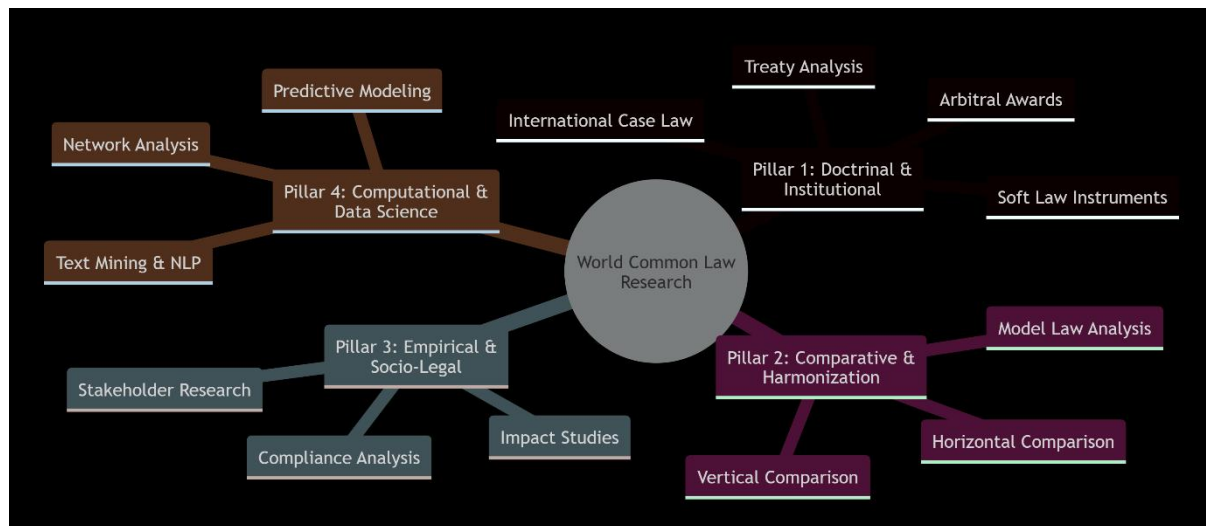 Predictive Modeling
Network Analysis
Pillar 4: Computational &
Data Science
Text Mining & NLP
Treaty Analysis
Arbitral Awards
International Case Law
Pillar 1: Doctrinal &
Institutional
Soft Law Instruments
World Common Law
Research
Pillar 3: Empirical &
Socio-Legal
Stakeholder Research
Compliance Analysis
Impact Studies
Model Law Analysis
Pillar 2: Comparative &
Harmonization
Horizontal Comparison
Vertical Comparison